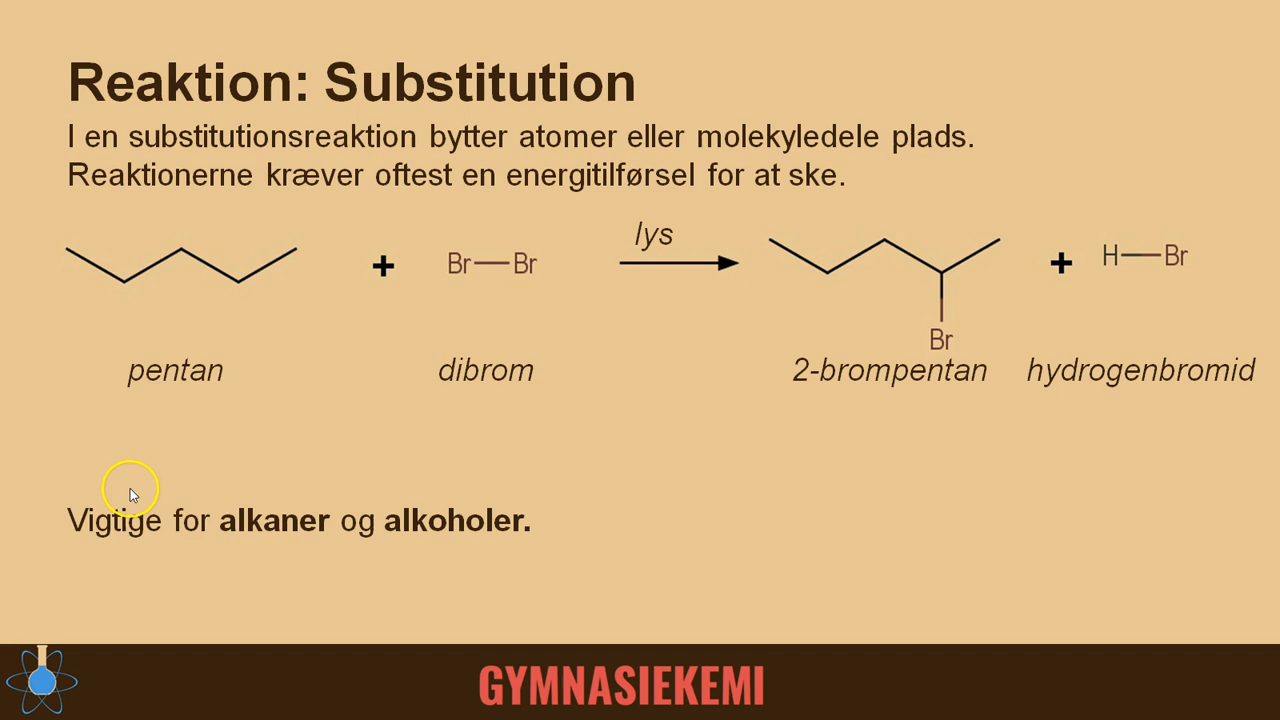 Reaktion: Substitution
I en substitutionsreaktion bytter atomer eller molekyledele plads.
Reaktionerne kræver oftest en energitilførsel for at ske.
lys
+ Br Br + H Br
Br
pentan dibrom 2-brompentan hydrogenbromid
Vigtige for alkaner og alkoholer.
GYMNASIEKEMI